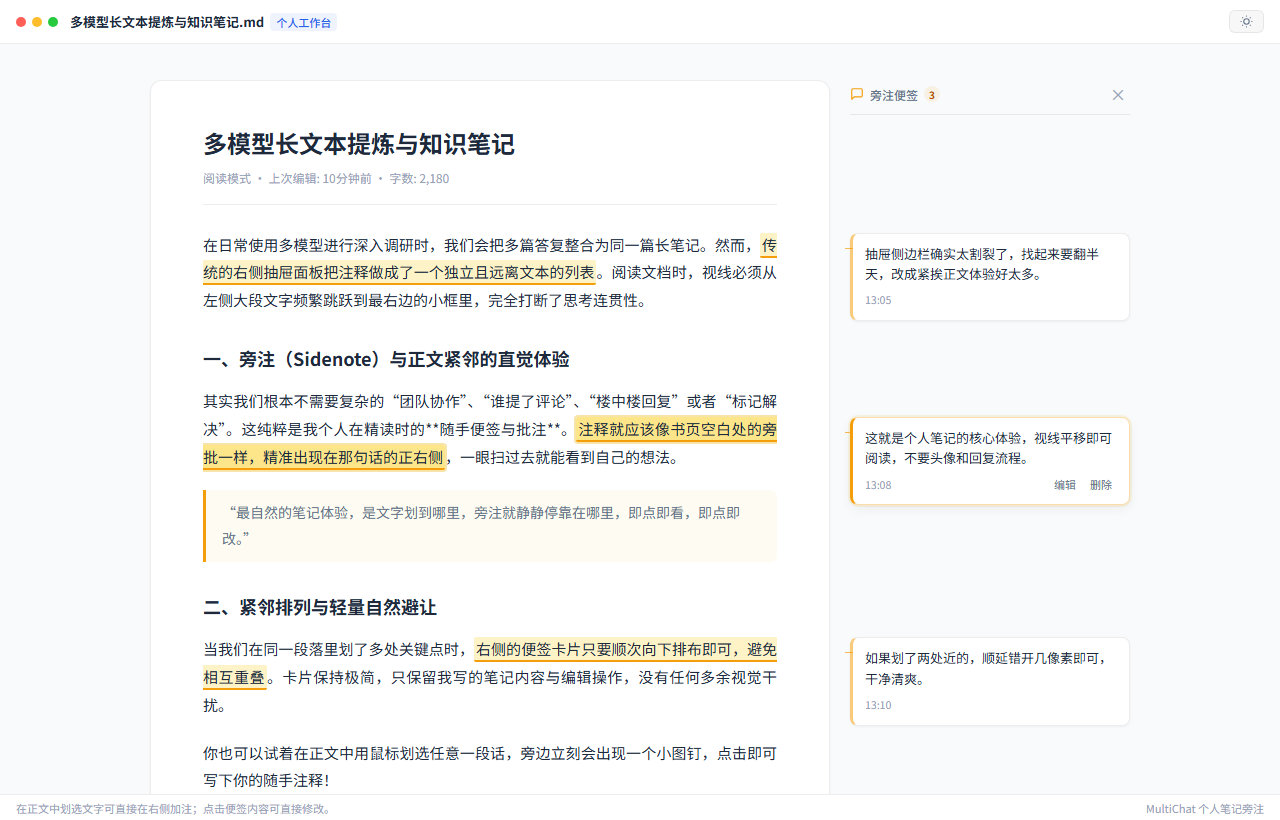 多模型长文本提炼与知识笔记.md 个人工作台
多模型长文本提炼与知识笔记
阅读模式 • 上次编辑: 10分钟前 • 字数: 2,180
在日常使用多模型进行深入调研时，我们会把多篇答复整合为同一篇长笔记。然而，传
统的右侧抽屉面板把注释做成了一个独立且远离文本的列表。阅读文档时，视线必须从
左侧大段文字频繁跳跃到最右边的小框里，完全打断了思考连贯性。
一、旁注（Sidenote）与正文紧邻的直觉体验
其实我们根本不需要复杂的“团队协作”、“谁提了评论”、“楼中楼回复”或者“标记解
决”。这纯粹是我个人在精读时的**随手便签与批注**。注释就应该像书页空白处的旁
批一样，精准出现在那句话的正右侧，一眼扫过去就能看到自己的想法。
“最自然的笔记体验，是文字划到哪里，旁注就静静停靠在哪里，即点即看，即点即
改。”
二、紧邻排列与轻量自然避让
当我们在同一段落里划了多处关键点时，右侧的便签卡片只要顺次向下排布即可，避免
相互重叠。卡片保持极简，只保留我写的笔记内容与编辑操作，没有任何多余视觉干
扰。
你也可以试着在正文中用鼠标划选任意一段话，旁边立刻会出现一个小图钉，点击即可
写下你的随手注释！
旁注便签 3
抽屉侧边栏确实太割裂了，找起来要翻半
天，改成紧挨正文体验好太多。
13:05
这就是个人笔记的核心体验，视线平移即可
阅读，不要头像和回复流程。
13:08 编辑 删除
如果划了两处近的，顺延错开几像素即可，
干净清爽。
13:10
在正文中划选文字可直接在右侧加注；点击便签内容可直接修改。
MultiChat 个人笔记旁注